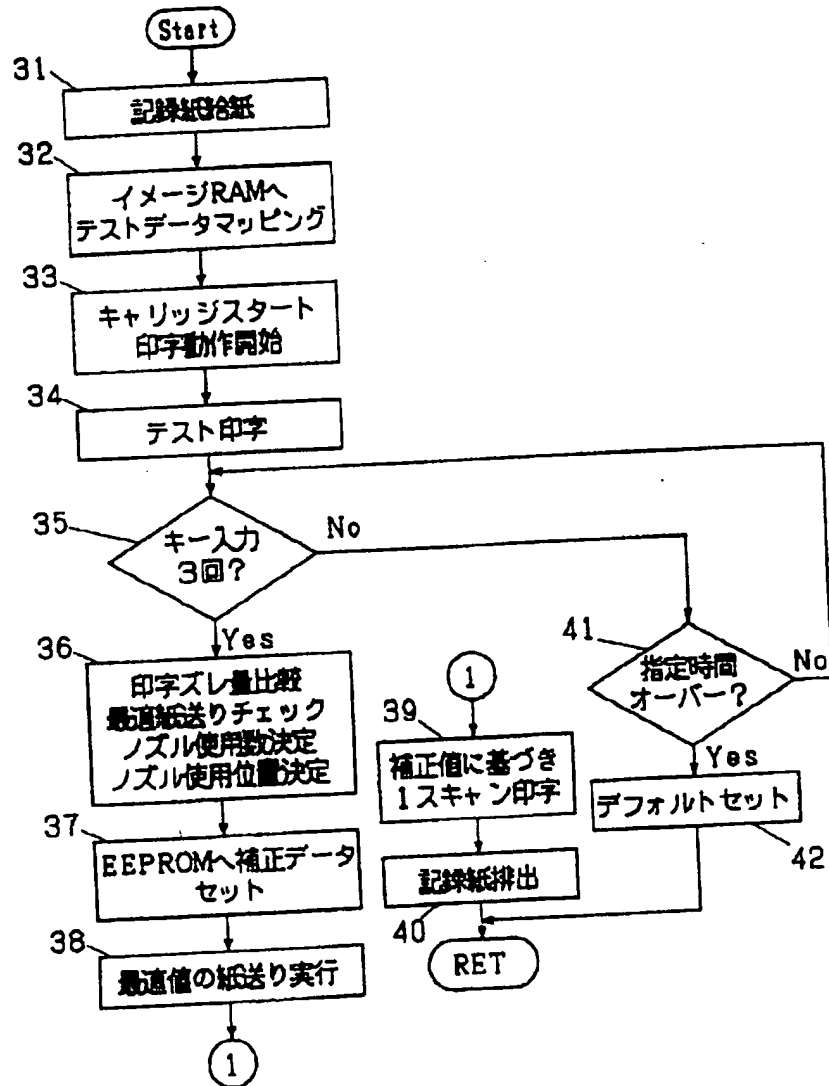 Start
31
記録紙給紙
32
イメージRAMへ
テストデータマッピング
33
キャリッジスタート
印字動作開始
34
テスト印字
35
キー入力
3回?
No
Yes
36
印字ズレ量比較
最適紙送りチェック
ノズル使用数決定
ノズル使用位置決定
37
EEPROMへ補正データ
セット
38
最適値の紙送り実行
1
1
39
補正値に基づき
1スキャン印字
記録紙排出
40
RET
41
指定時間
オーバー?
No
Yes
デフォルトセット
42